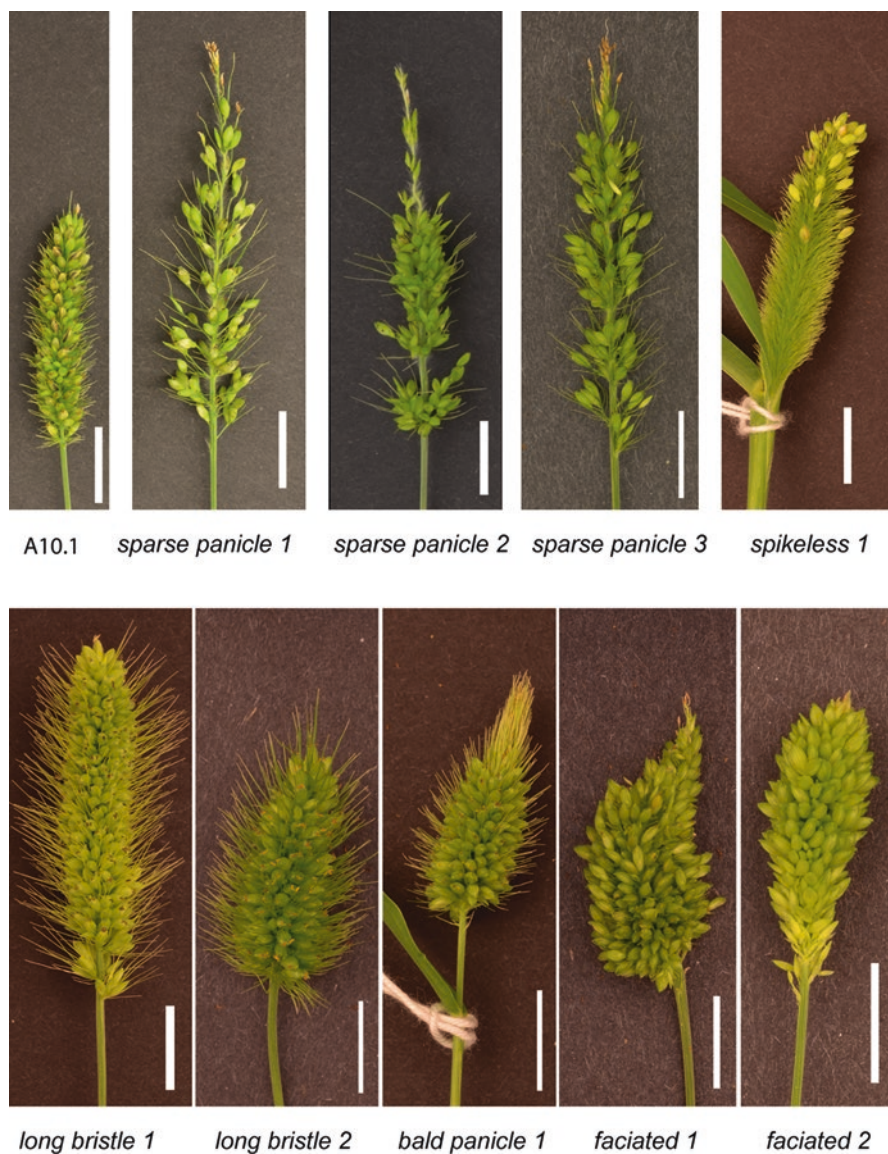 A10.1 sparse panicle 1 sparse panicle 2 sparse panicle 3 spikeless 1
long bristle 1 long bristle 2 bald panicle 1 faciated 1 faciated 2